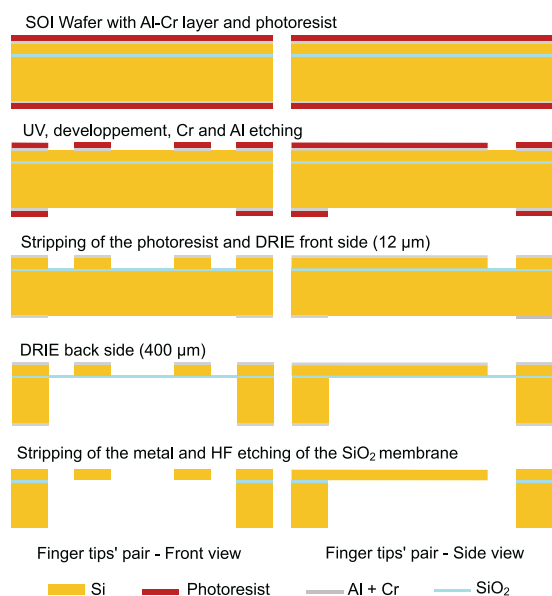 SOI Wafer with Al-Cr layer and photoresist
UV, developpement, Cr and Al etching
Stripping of the photoresist and DRIE front side (12 µm)
DRIE back side (400 µm)
Stripping of the metal and HF etching of the SiO₂ membrane
Finger tips' pair - Front view
Finger tips' pair - Side view
Si
Photoresist
Al + Cr
SiO₂